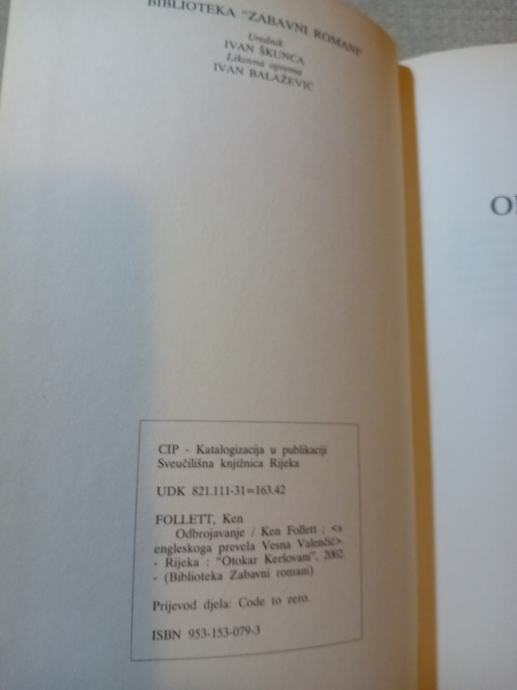 BIBLIOTEKA "ZABAVNI ROMANI"
Urednik
IVAN ŠKUNCA
Likovna oprema
IVAN BALAŽEVIĆ
CIP - Katalogizacija u publikaciji
Sveučilišna knjižnica Rijeka
UDK 821.111-31=163.42
FOLLETT, Ken
Odbrojavanje / Ken Follett ; <s
engleskoga prevela Vesna Valenčić>.
- Rijeka : "Otokar Keršovani", 2002.
- (Biblioteka Zabavni romani)
Prijevod djela: Code to zero.
ISBN 953-153-079-3